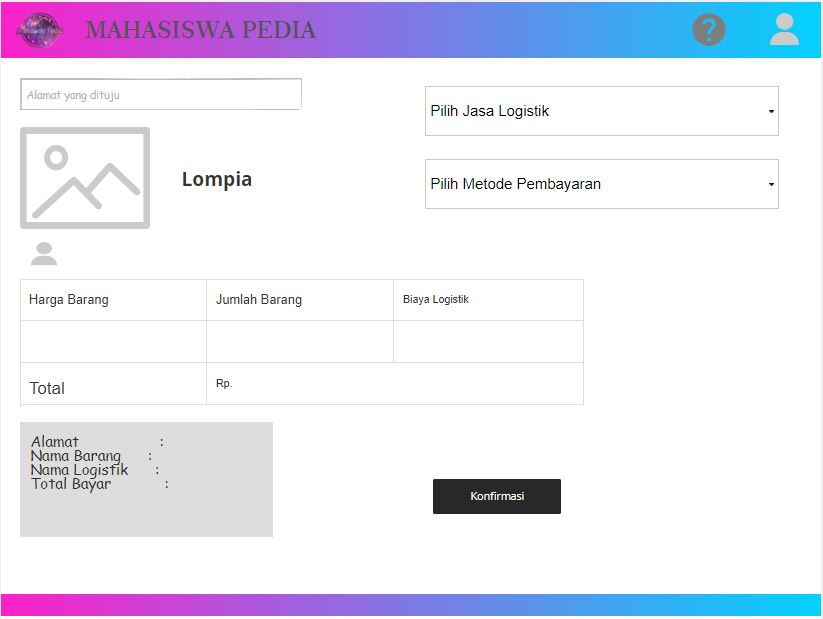 MAHASISWA PEDIA
?
Alamat yang dituju
Pilih Jasa Logistik
Lompia
Pilih Metode Pembayaran
Harga Barang Jumlah Barang Biaya Logistik
Total Rp.
Alamat :
Nama Barang :
Nama Logistik :
Total Bayar :
Konfirmasi